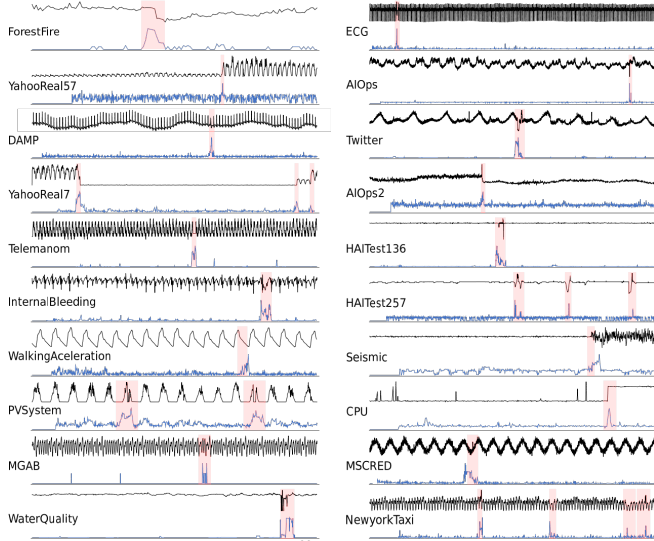 ForestFire
YahooReal57
DAMP
YahooReal7
Telemanom
InternalBleeding
WalkingAceleration
PVSystem
MGAB
WaterQuality
ECG
AIOps
Twitter
AIOps2
HAITest136
HAITest257
Seismic
CPU
MSCRED
NewyorkTaxi